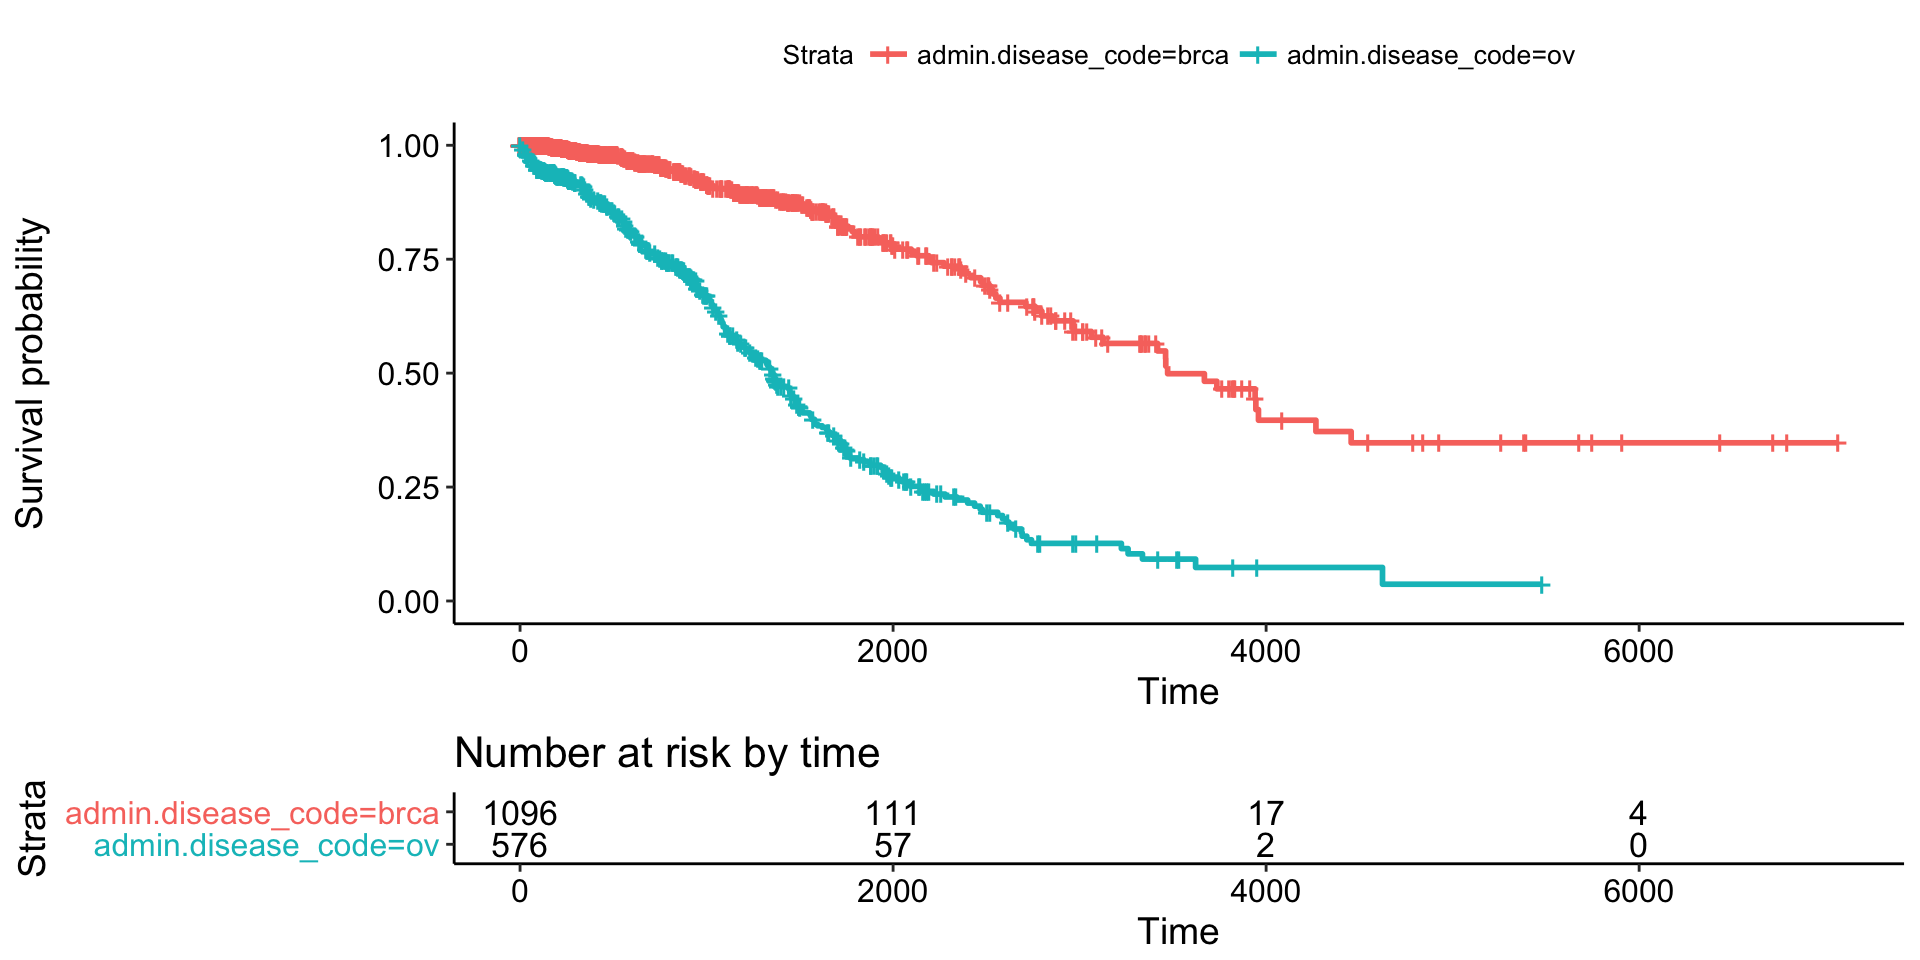 Strata admin.disease_code=brca admin.disease_code=ov
Survival probability
1.00
0.75
0.50
0.25
0.00
0 2000 4000 6000
Time
Number at risk by time
Strata
admin.disease_code=brca 1096 111 17 4
admin.disease_code=ov 576 57 2 0
0 2000 4000 6000
Time